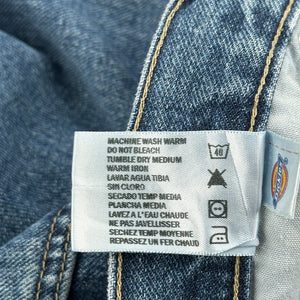 MACHINE WASH WARM
DO NOT BLEACH
TUMBLE DRY MEDIUM
WARM IRON
LAVAR AGUA TIBIA
SIN CLORO
SECADO TEMP MEDIA
PLANCHA MEDIA
LAVEZ A L'EAU CHAUDE
NE PAS JAVELLISER
SECHEZ TEMP MOYENNE
REPASSEZ UN FER CHAUD
40
Dickies